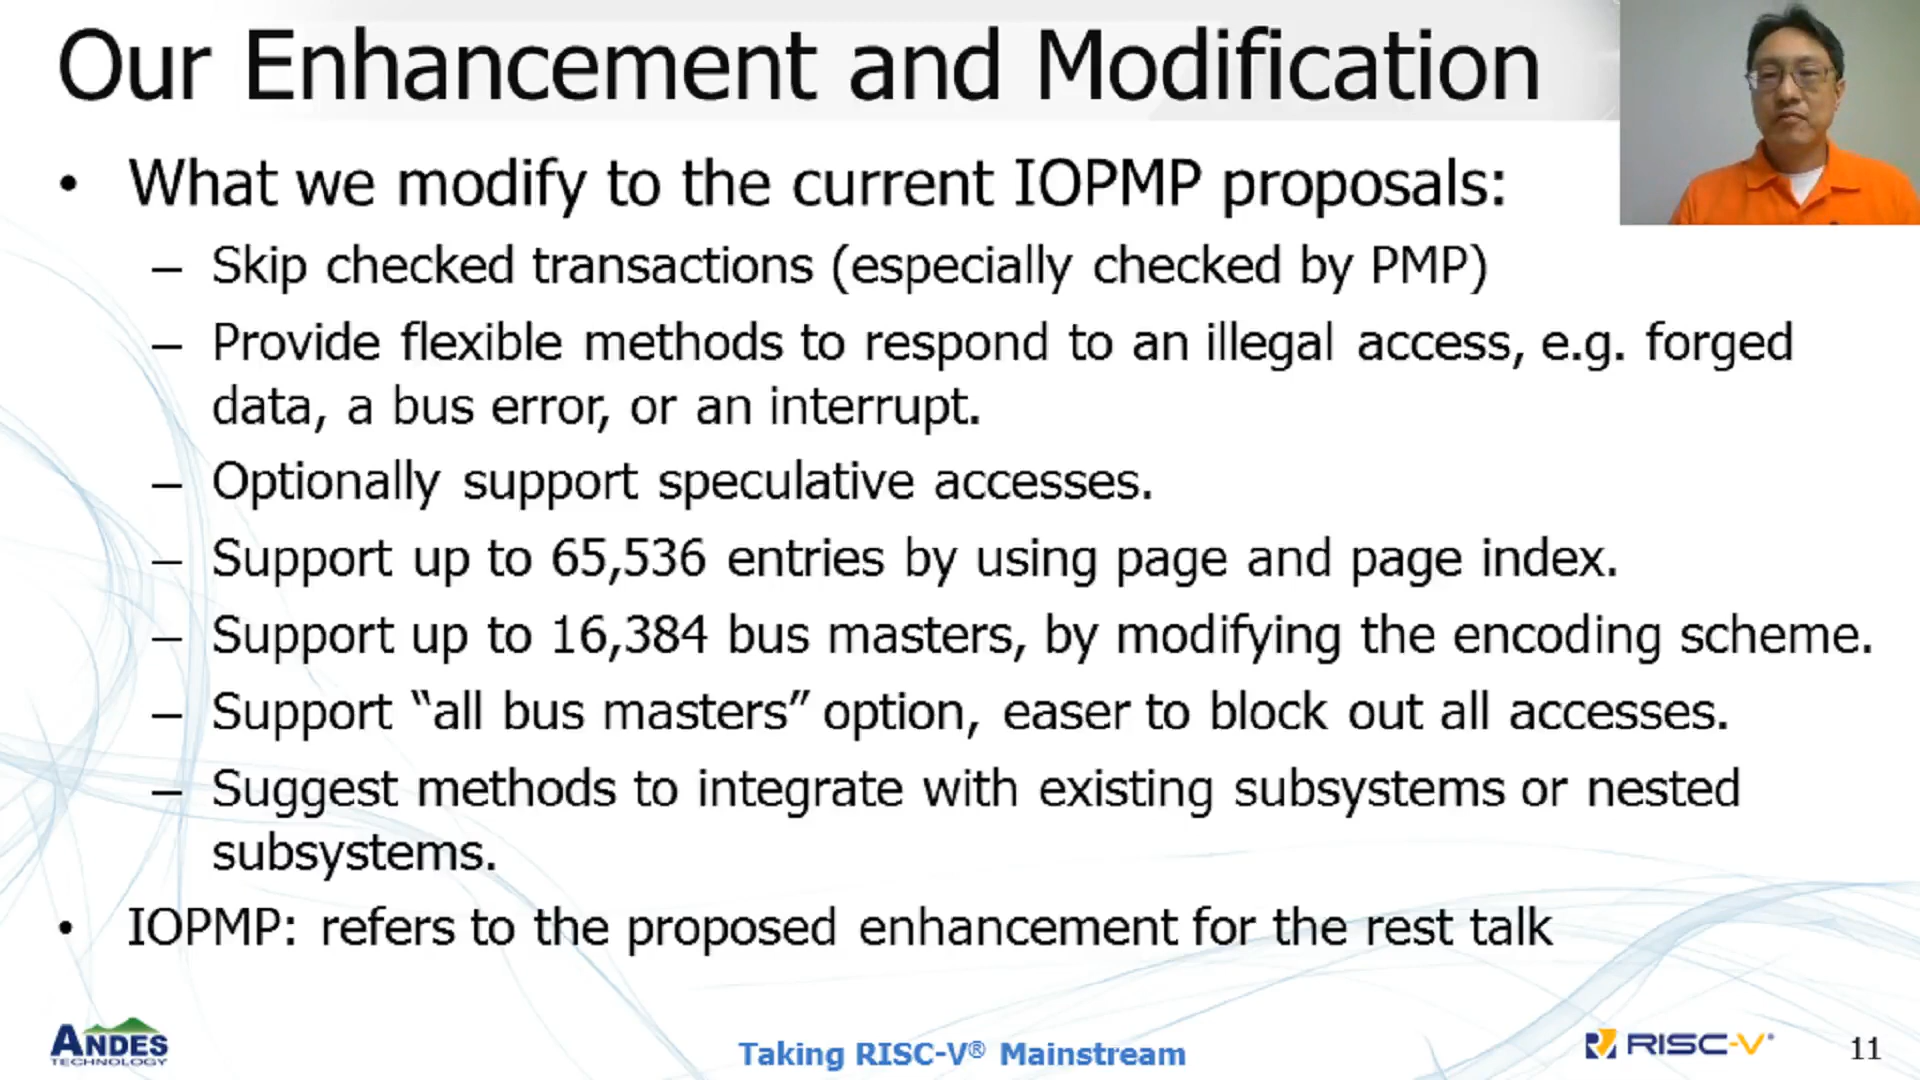 Our Enhancement and Modification
• What we modify to the current IOPMP proposals:
– Skip checked transactions (especially checked by PMP)
– Provide flexible methods to respond to an illegal access, e.g. forged
data, a bus error, or an interrupt.
– Optionally support speculative accesses.
– Support up to 65,536 entries by using page and page index.
– Support up to 16,384 bus masters, by modifying the encoding scheme.
– Support “all bus masters” option, easer to block out all accesses.
– Suggest methods to integrate with existing subsystems or nested
subsystems.
• IOPMP: refers to the proposed enhancement for the rest talk
ANDES
TECHNOLOGY
Taking RISC-V® Mainstream
RISC-V
11